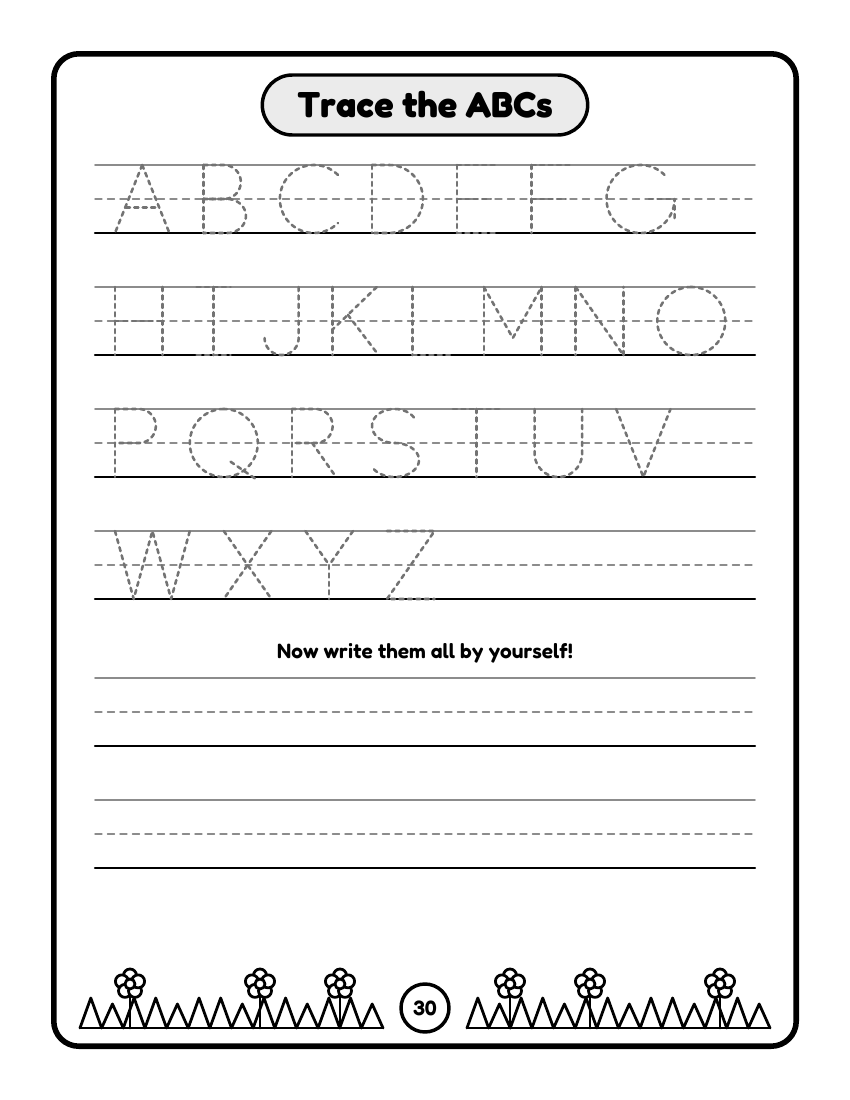 Trace the ABCs
A B C D E F G
H I J K L M N O
P Q R S T U V
W X Y Z
Now write them all by yourself!
30